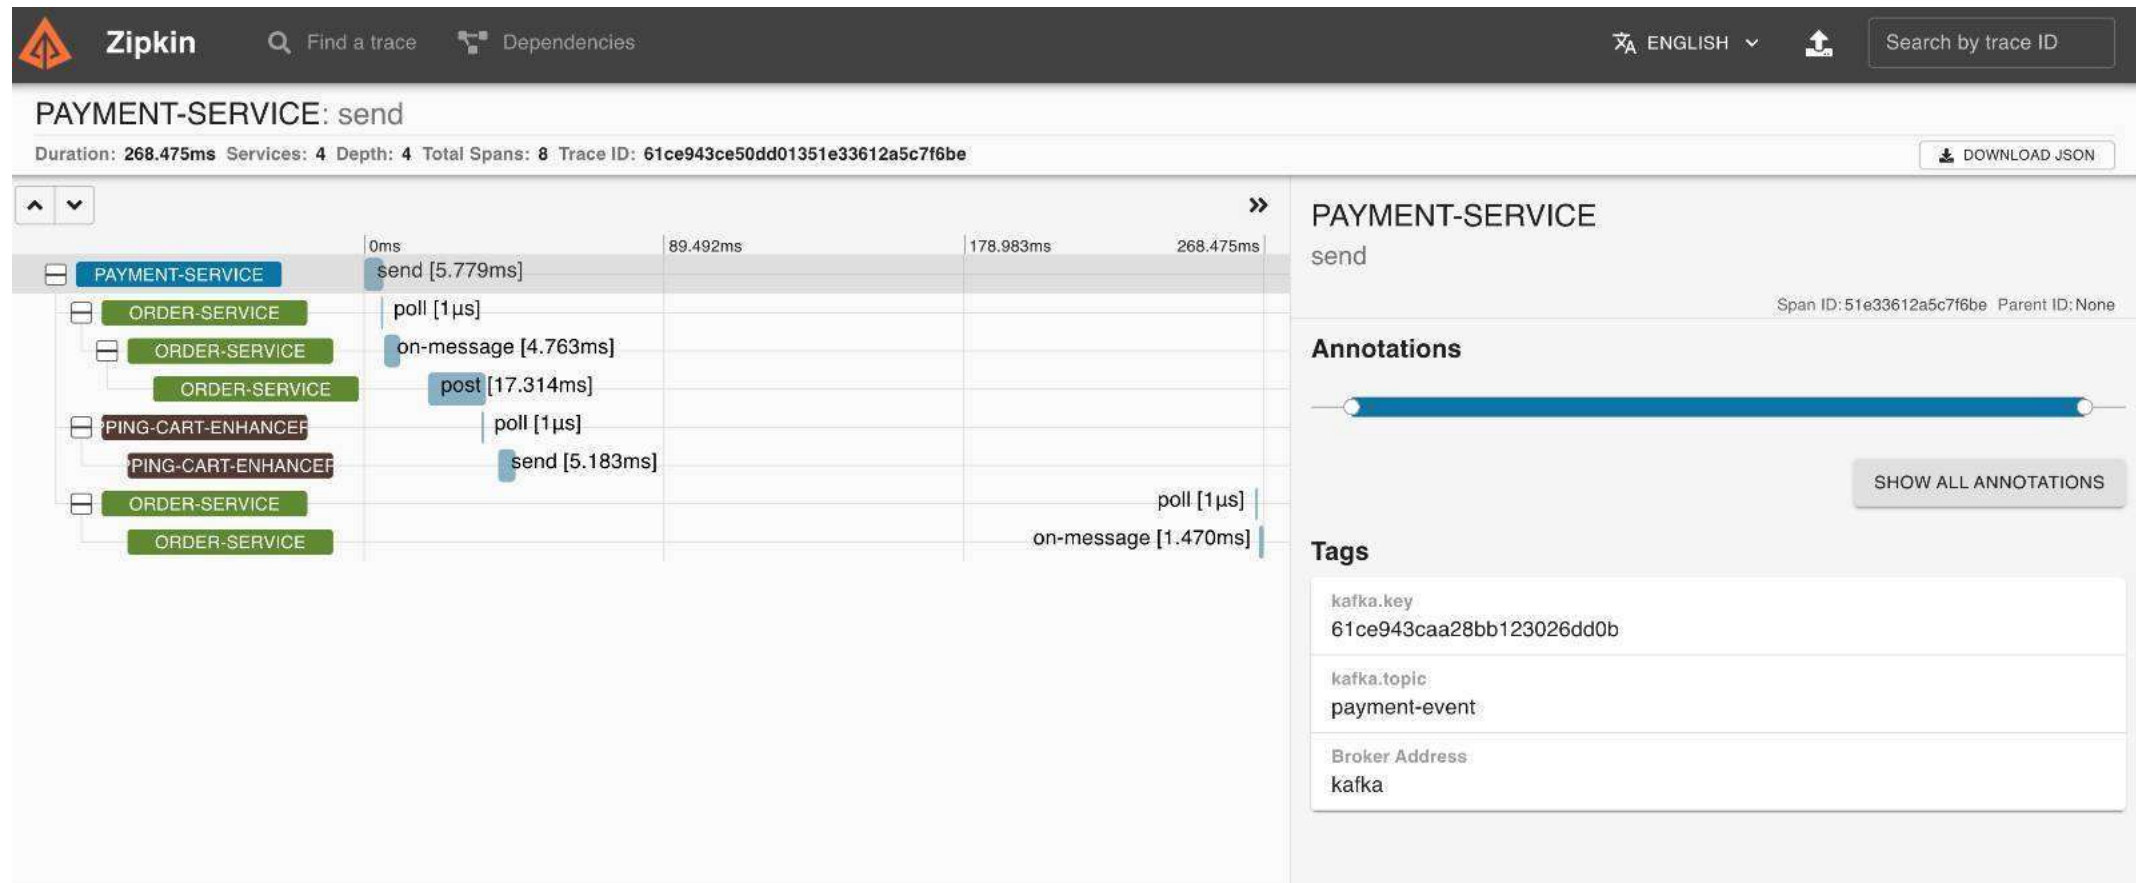 Zipkin Find a trace Dependencies ENGLISH Search by trace ID
PAYMENT-SERVICE: send
Duration: 268.475ms Services: 4 Depth: 4 Total Spans: 8 Trace ID: 61ce943ce50dd01351e33612a5c7f6be DOWNLOAD JSON
0ms 89.492ms 178.983ms 268.475ms
PAYMENT-SERVICE send [5.779ms]
ORDER-SERVICE poll [1µs]
ORDER-SERVICE on-message [4.763ms]
ORDER-SERVICE post [17.314ms]
PPING-CART-ENHANCER poll [1µs]
PPING-CART-ENHANCER send [5.183ms]
ORDER-SERVICE poll [1µs]
ORDER-SERVICE on-message [1.470ms]
PAYMENT-SERVICE
send
Span ID: 51e33612a5c7f6be Parent ID: None
Annotations
SHOW ALL ANNOTATIONS
Tags
kafka.key
61ce943caa28bb123026dd0b
kafka.topic
payment-event
Broker Address
kafka